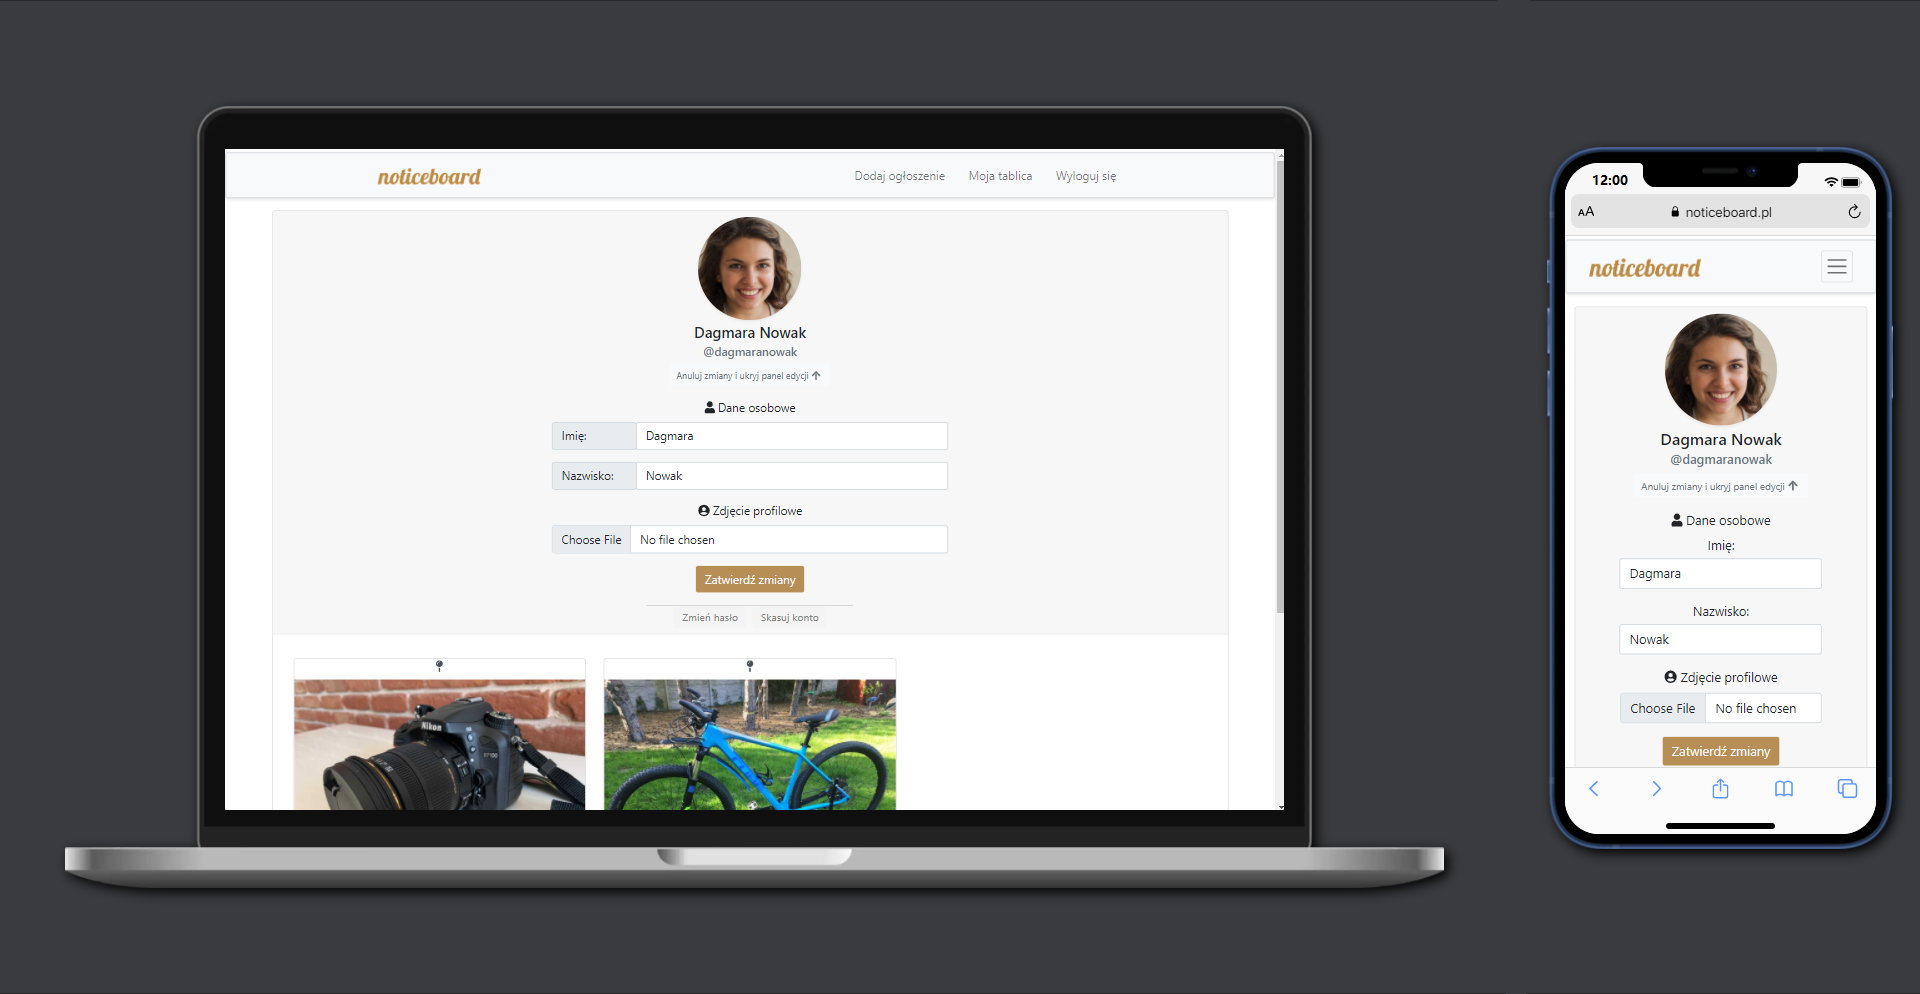 noticeboard
Dodaj ogłoszenie Moja tablica Wyloguj się
Dagmara Nowak
@dagmaranowak
Anuluj zmiany i ukryj panel edycji
Dane osobowe
Imię: Dagmara
Nazwisko: Nowak
Zdjęcie profilowe
Choose File No file chosen
Zatwierdź zmiany
Zmień hasło Skasuj konto
Nikon
12:00
AA noticeboard.pl
noticeboard
Dagmara Nowak
@dagmaranowak
Anuluj zmiany i ukryj panel edycji
Dane osobowe
Imię:
Dagmara
Nazwisko:
Nowak
Zdjęcie profilowe
Choose File No file chosen
Zatwierdź zmiany